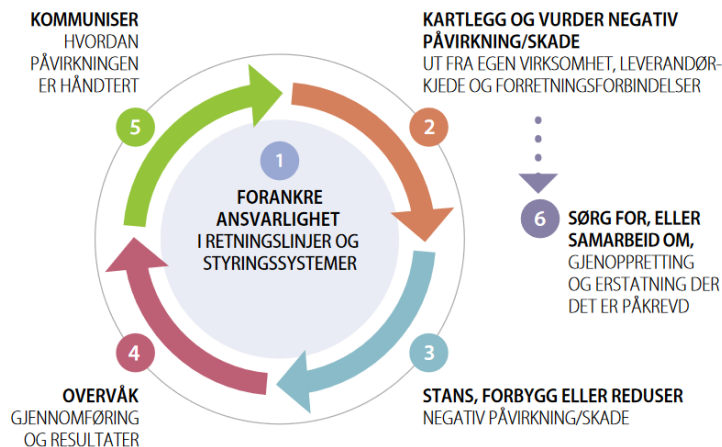 1
FORANKRE
ANSVARLIGHET
I RETNINGSLINJER OG
STYRINGSSYSTEMER
2
KARTLEGG OG VURDER NEGATIV
PÅVIRKNING/SKADE
UT FRA EGEN VIRKSOMHET, LEVERANDØR-
KJEDE OG FORRETNINGSFORBINDELSER
3
STANS, FORBYGG ELLER REDUSER
NEGATIV PÅVIRKNING/SKADE
4
OVERVÅK
GJENNOMFØRING
OG RESULTATER
5
KOMMUNISER
HVORDAN
PÅVIRKNINGEN
ER HÅNDTERT
6
SØRG FOR, ELLER
SAMARBEID OM,
GJENOPPRETTING
OG ERSTATNING DER
DET ER PÅKREVD